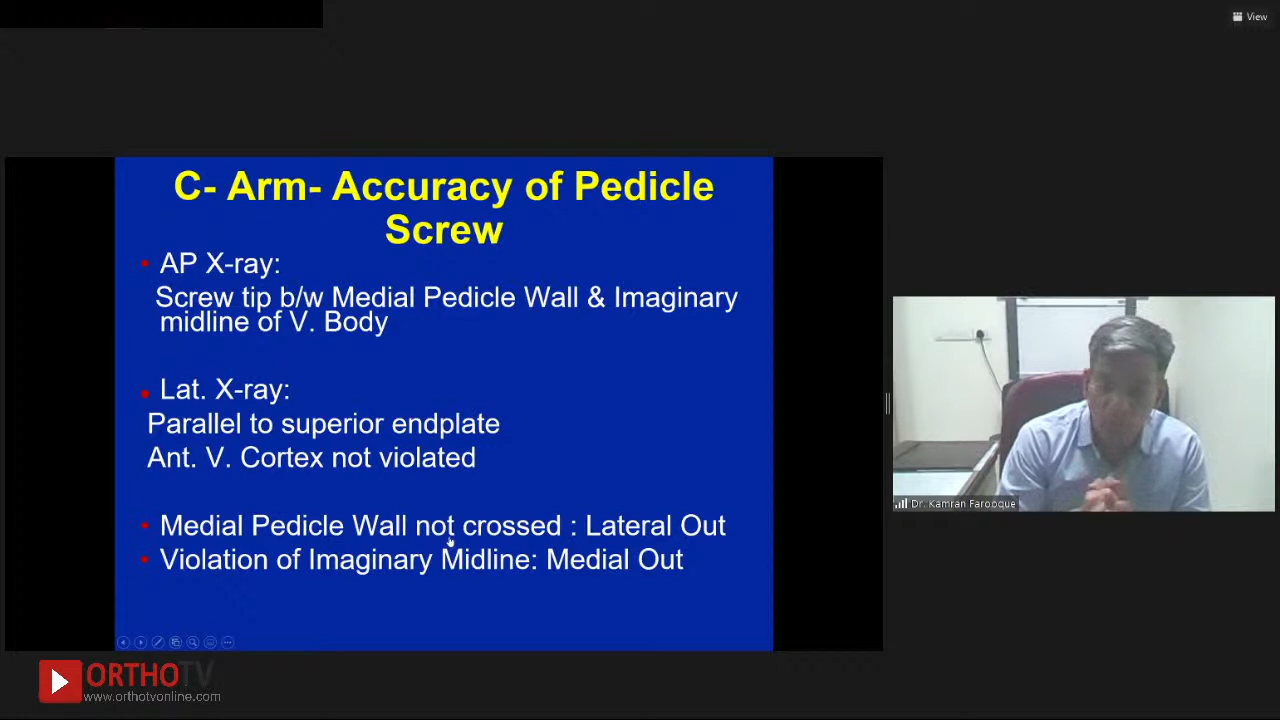 View
C- Arm- Accuracy of Pedicle
Screw
• AP X-ray:
Screw tip b/w Medial Pedicle Wall & Imaginary
midline of V. Body
• Lat. X-ray:
Parallel to superior endplate
Ant. V. Cortex not violated
• Medial Pedicle Wall not crossed : Lateral Out
• Violation of Imaginary Midline: Medial Out
Dr. Kamran Farooque
ORTHOTV
www.orthotvonline.com